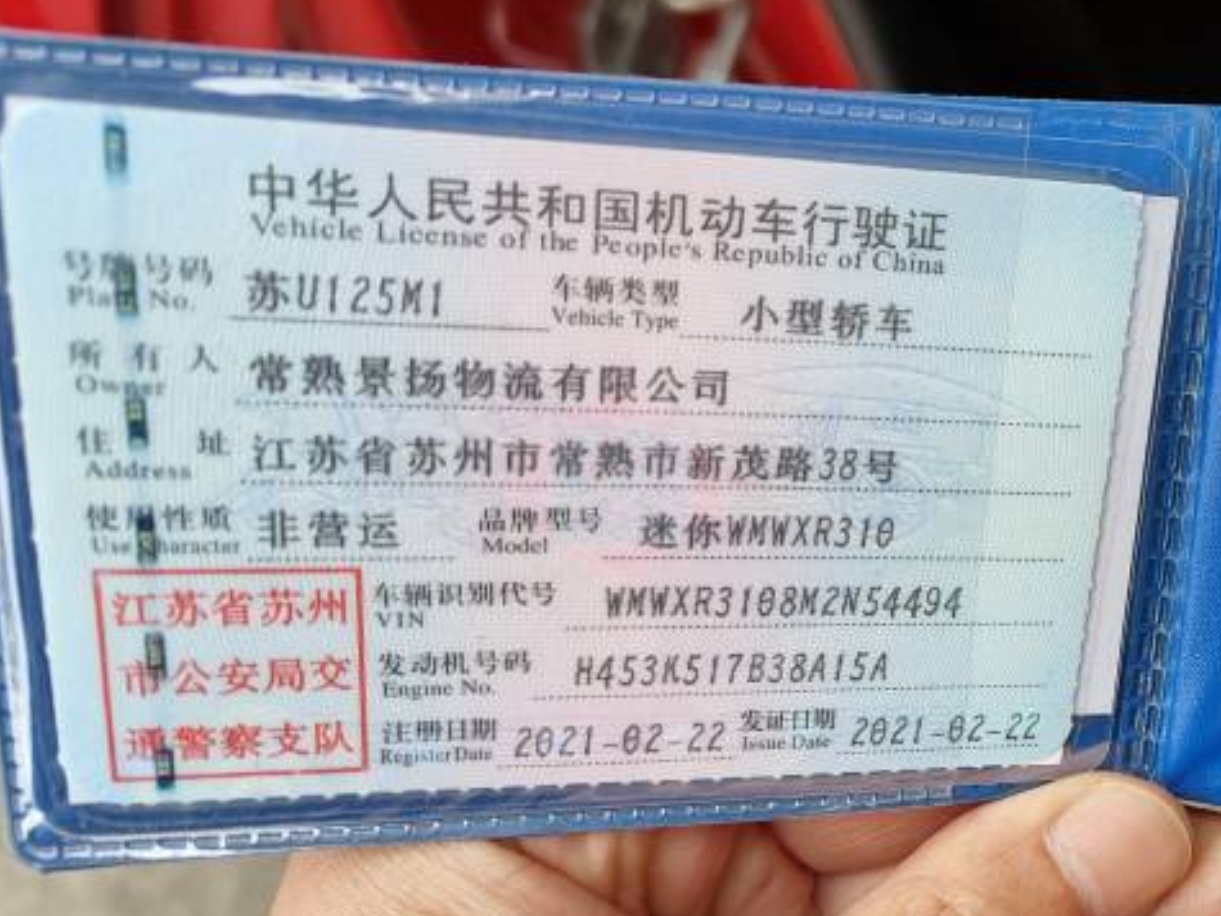 中华人民共和国机动车行驶证
Vehicle License of the People's Republic of China
号牌号码 苏U125M1 车辆类型 小型轿车
Plate No. Vehicle Type
所有人 常熟景扬物流有限公司
Owner
住址 江苏省苏州市常熟市新茂路38号
Address
使用性质 非营运 品牌型号 迷你WMWXR310
Use Character Model
江苏省苏州
市公安局交
通警察支队
车辆识别代号 WMWXR3108M2N54494
VIN
发动机号码 H453K517B38A15A
Engine No.
注册日期 2021-02-22 发证日期 2021-02-22
Register Date Issue Date